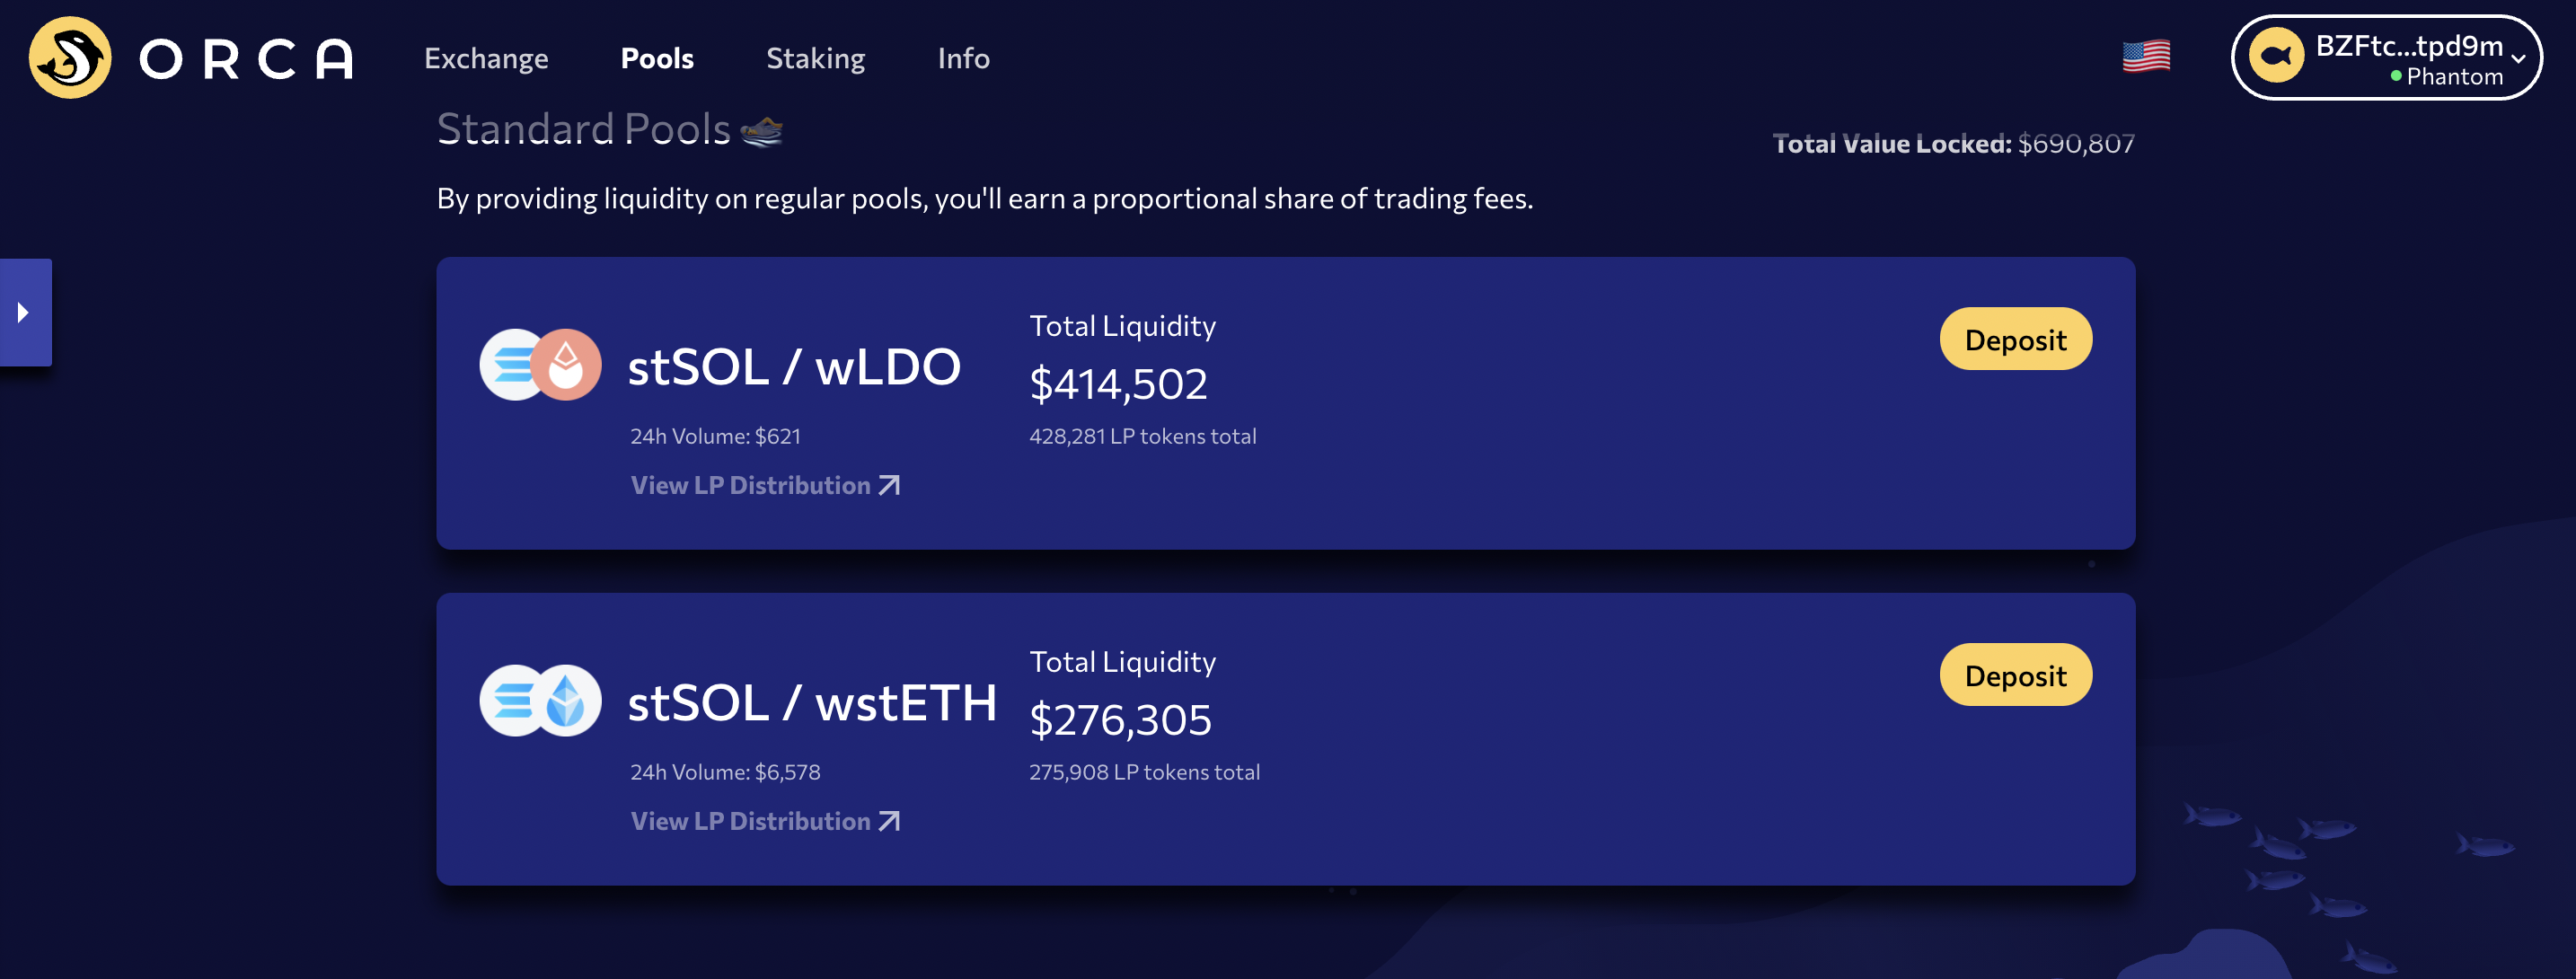 ORCA
Exchange
Pools
Staking
Info
BZFtc...tpd9m
Phantom
Standard Pools
Total Value Locked: $690,807
By providing liquidity on regular pools, you'll earn a proportional share of trading fees.
stSOL / wLDO
24h Volume: $621
View LP Distribution
Total Liquidity
$414,502
428,281 LP tokens total
Deposit
stSOL / wstETH
24h Volume: $6,578
View LP Distribution
Total Liquidity
$276,305
275,908 LP tokens total
Deposit